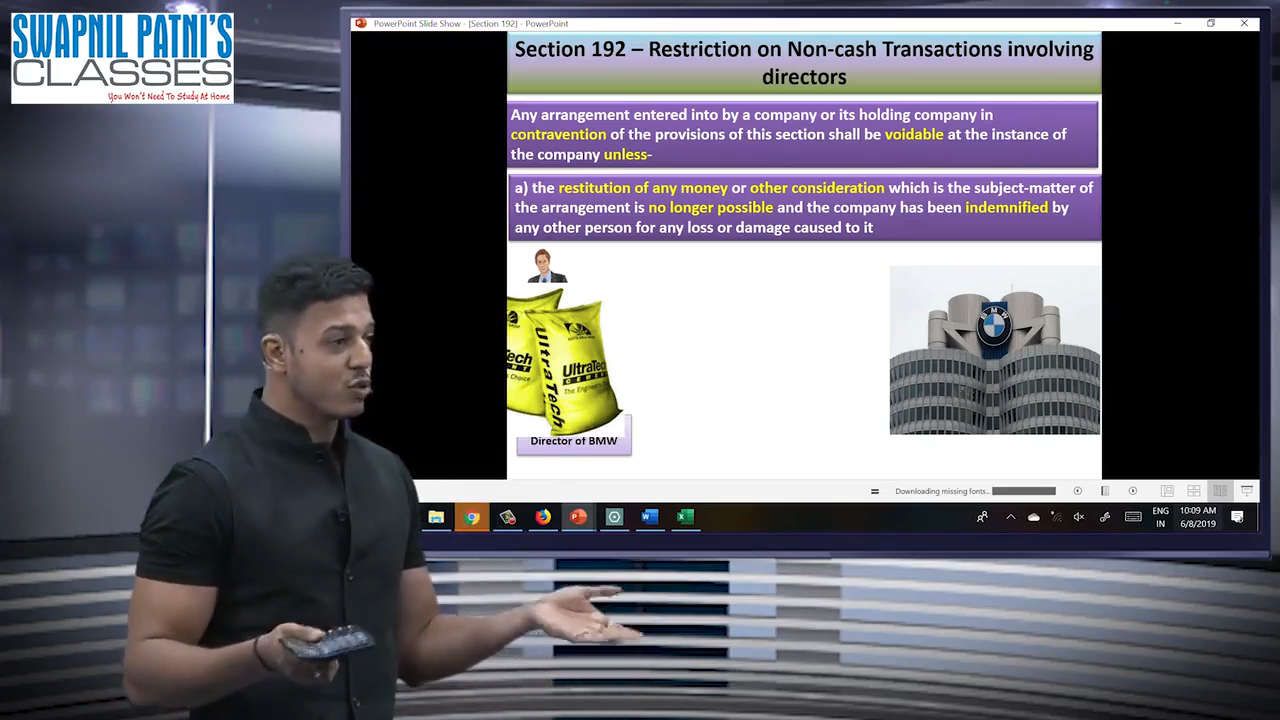 SWAPNIL PATNI'S
CLASSES
You Won't Need To Study At Home
PowerPoint Slide Show - [Section 192] - PowerPoint
Section 192 – Restriction on Non-cash Transactions involving
directors
Any arrangement entered into by a company or its holding company in
contravention of the provisions of this section shall be voidable at the instance of
the company unless-
a) the restitution of any money or other consideration which is the subject-matter of
the arrangement is no longer possible and the company has been indemnified by
any other person for any loss or damage caused to it
UltraTech
UltraTech
CEMENT
The Engineer's
Choice
BMW
Director of BMW
Downloading missing fonts...
ENG
IN
10:09 AM
6/8/2019